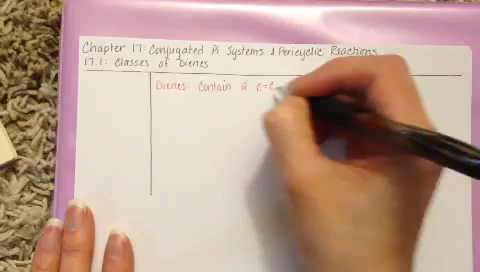 Chapter 17: Conjugated Pi Systems & Pericyclic Reactions
17.1: Classes of Dienes
Dienes: Contain 2 C=C